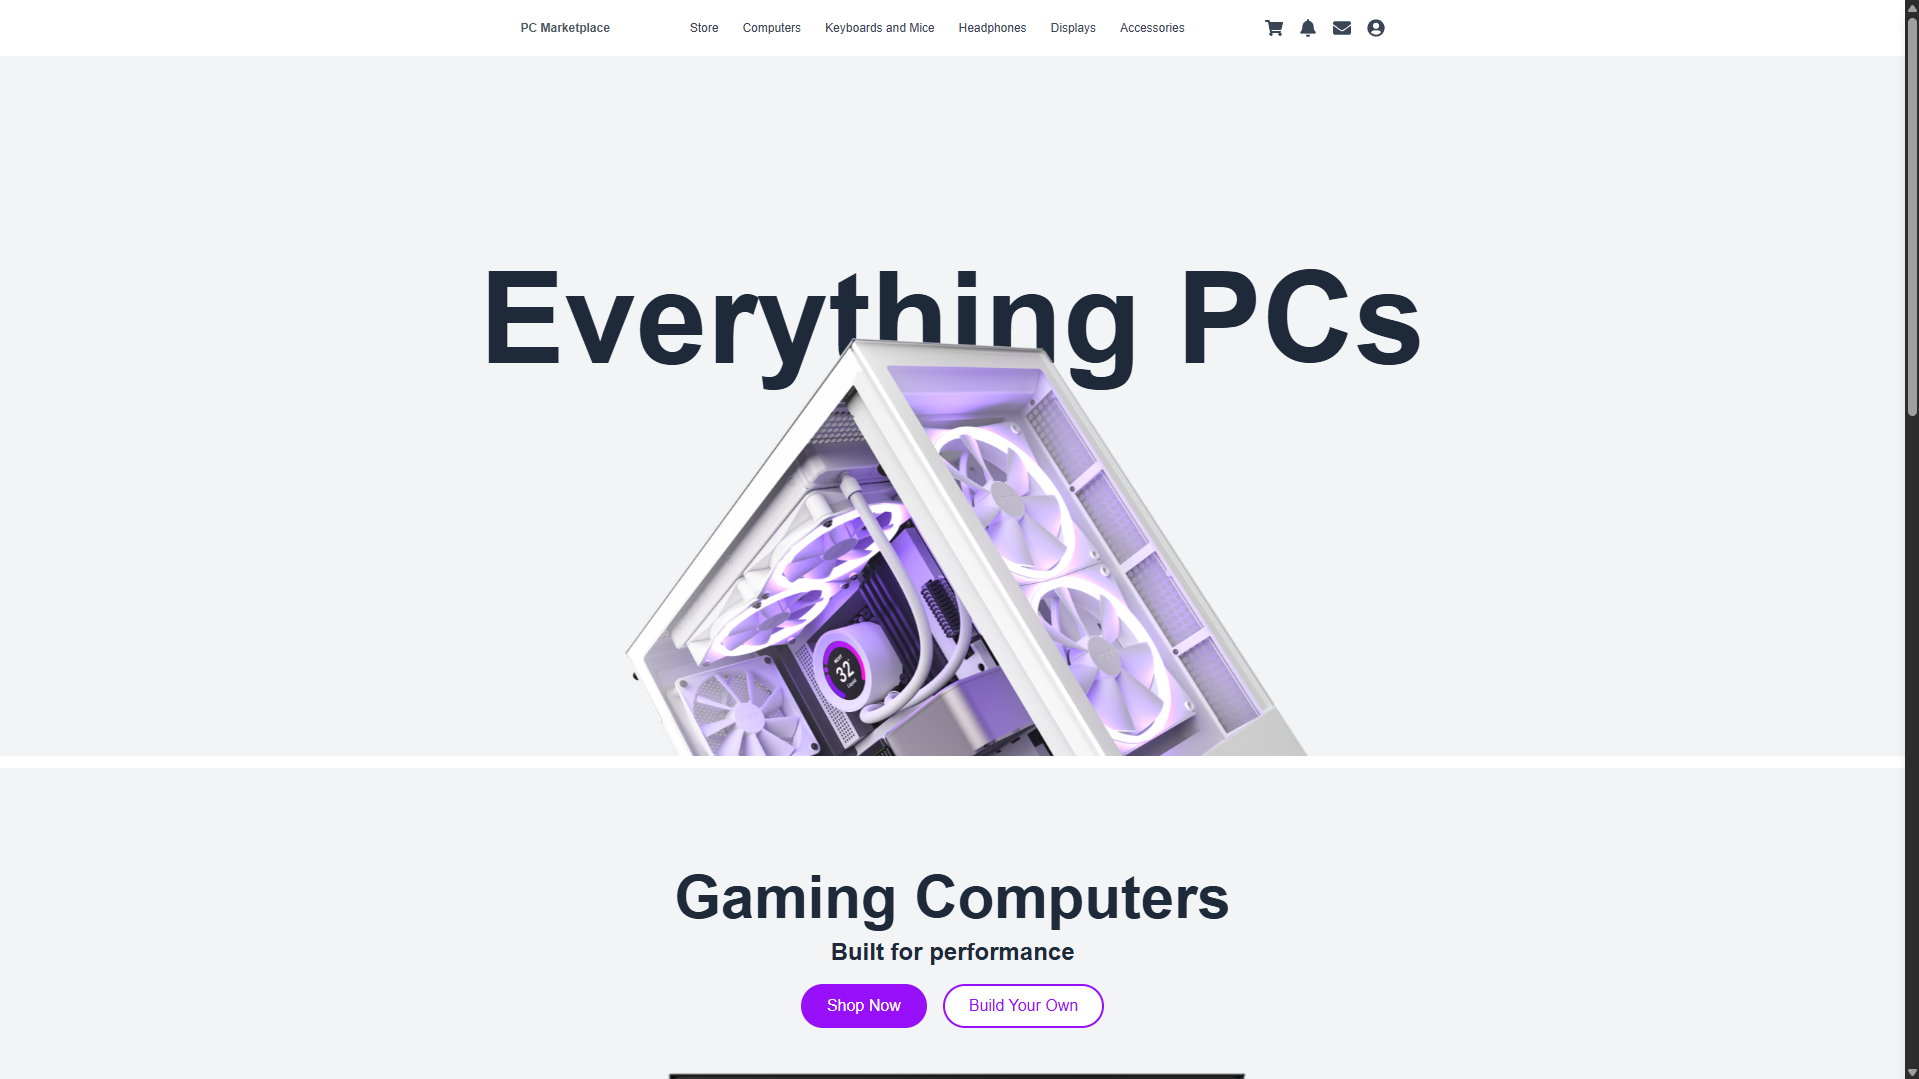 PC Marketplace Store Computers Keyboards and Mice Headphones Displays Accessories
Everything PCs
32
Gaming Computers
Built for performance
Shop Now Build Your Own